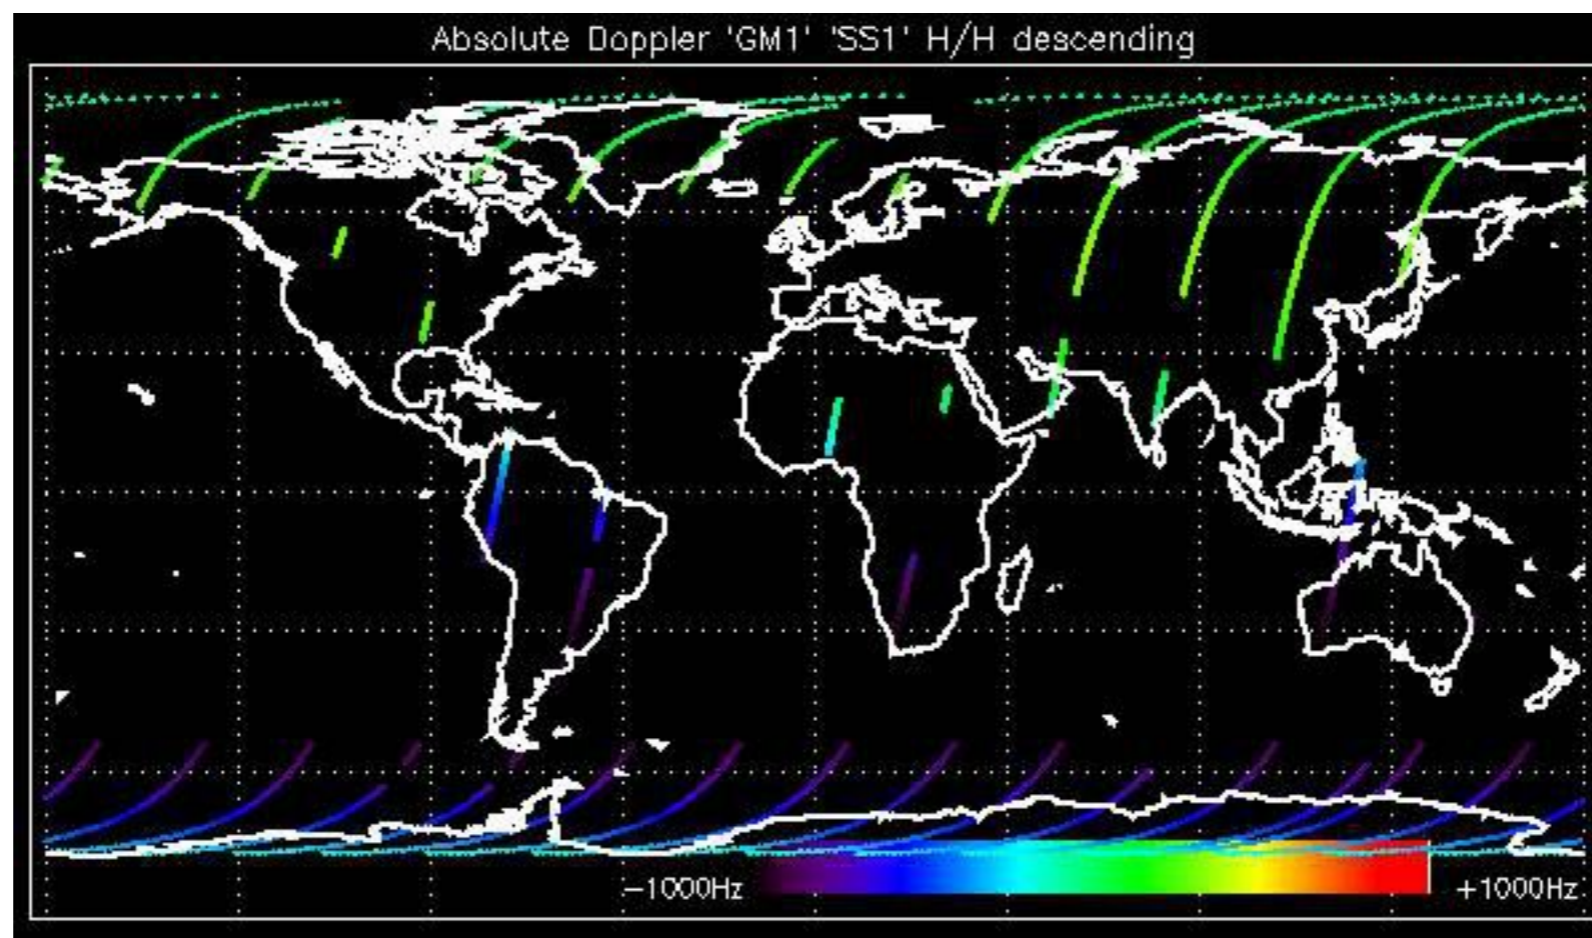 Absolute Doppler 'GM1' 'SS1' H/H descending
−1000Hz
+1000Hz